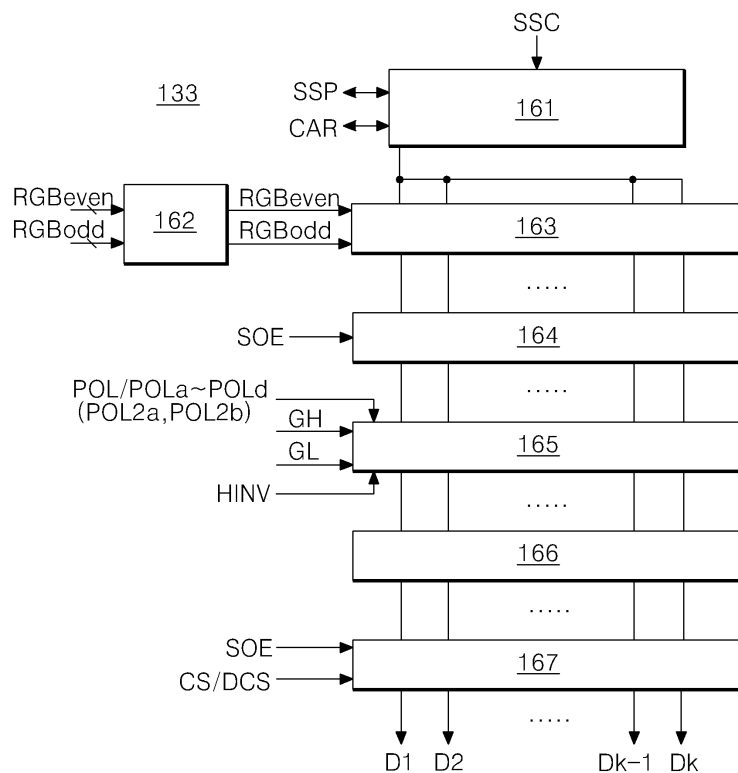 SSC
133
SSP
161
CAR
RGBeven
RGBodd
162
RGBeven
RGBodd
163
.....
SOE
164
.....
POL/POLa~POLd
(POL2a,POL2b)
GH
165
GL
HINV
.....
166
.....
SOE
167
CS/DCS
.....
D1 D2 Dk-1 Dk